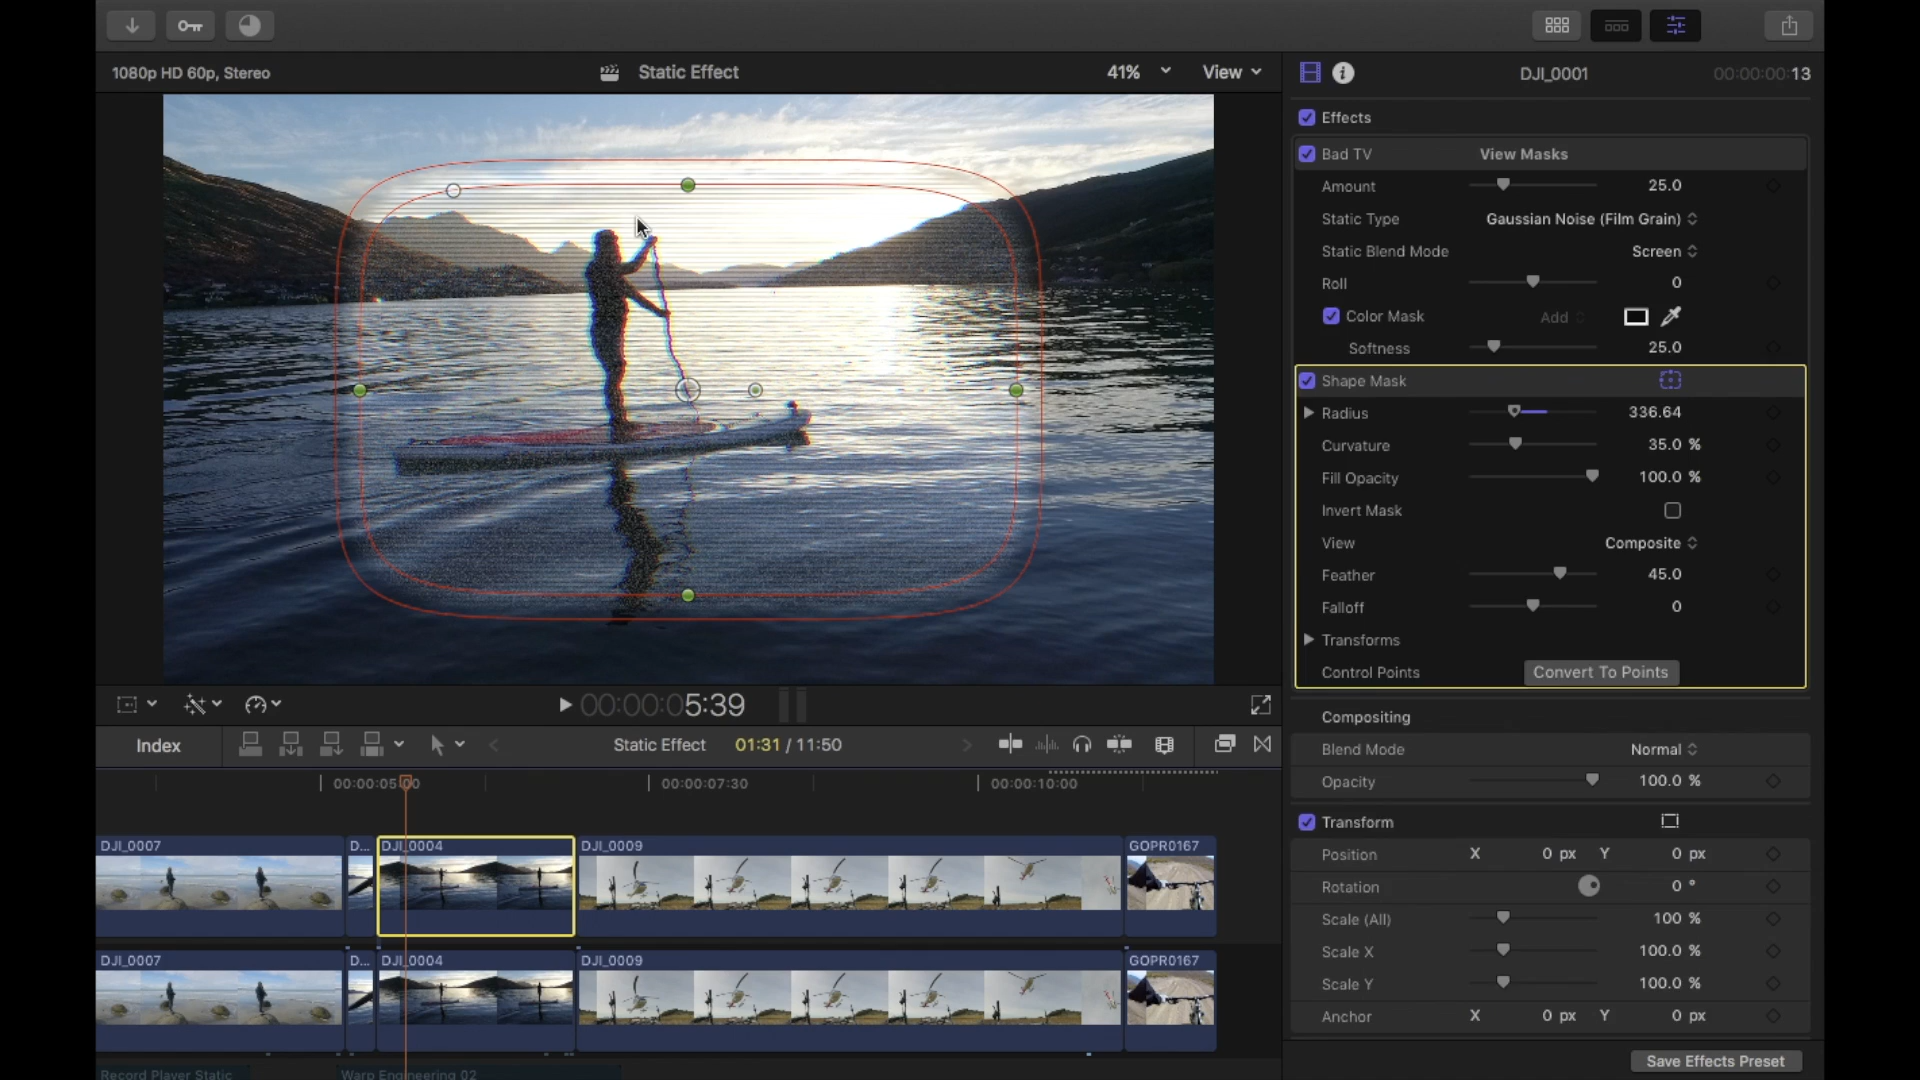 1080p HD 60p, Stereo
Static Effect
41%
View
DJI_0001
00:00:00:13
Effects
Bad TV
View Masks
Amount
25.0
Static Type
Gaussian Noise (Film Grain)
Static Blend Mode
Screen
Roll
0
Color Mask
Add
Softness
25.0
Shape Mask
Radius
336.64
Curvature
35.0 %
Fill Opacity
100.0 %
Invert Mask
View
Composite
Feather
45.0
Falloff
0
Transforms
Control Points
Convert To Points
Compositing
Blend Mode
Normal
Opacity
100.0 %
Transform
Position
X 0 px Y 0 px
Rotation
0 °
Scale (All)
100 %
Scale X
100.0 %
Scale Y
100.0 %
Anchor
X 0 px Y 0 px
Save Effects Preset
00:00:05:39
Index
Static Effect
01:31 / 11:50
00:00:05:00
00:00:07:30
00:00:10:00
DJI_0007
D...
DJI_0004
DJI_0009
GOPR0167
DJI_0007
D...
DJI_0004
DJI_0009
GOPR0167
Record Player Static
Warp Engineering 02